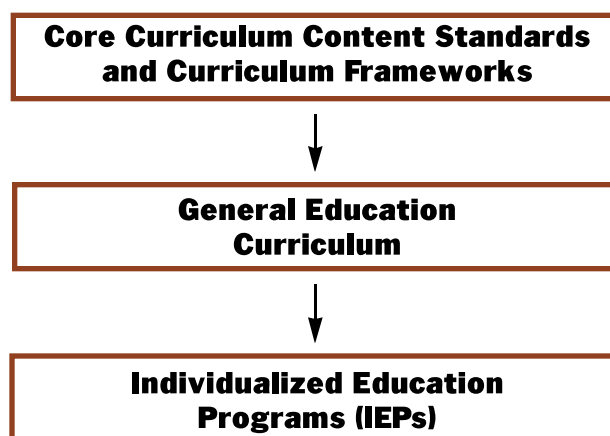 Core Curriculum Content Standards
and Curriculum Frameworks
General Education
Curriculum
Individualized Education
Programs (IEPs)